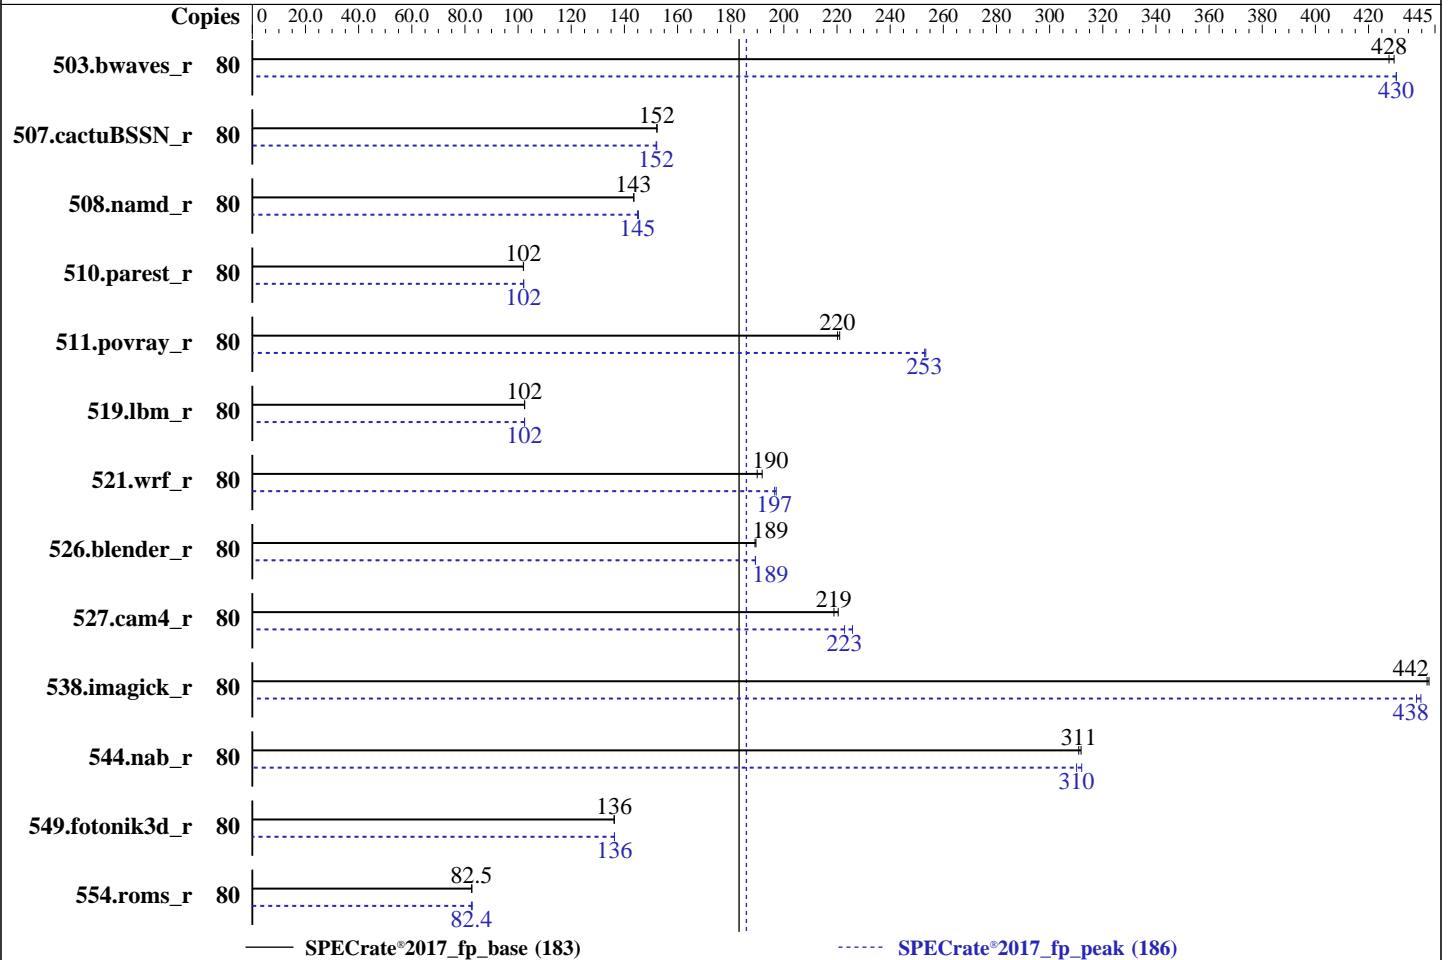 Copies 0 20.0 40.0 60.0 80.0 100 120 140 160 180 200 220 240 260 280 300 320 340 360 380 400 420 445
503.bwaves_r 80 428
430
507.cactuBSSN_r 80 152
152
508.namd_r 80 143
145
510.parest_r 80 102
102
511.povray_r 80 220
253
519.lbm_r 80 102
102
521.wrf_r 80 190
197
526.blender_r 80 189
189
527.cam4_r 80 219
223
538.imagick_r 80 442
438
544.nab_r 80 311
310
549.fotonik3d_r 80 136
136
554.roms_r 80 82.5
82.4
SPECrate®2017_fp_base (183) SPECrate®2017_fp_peak (186)